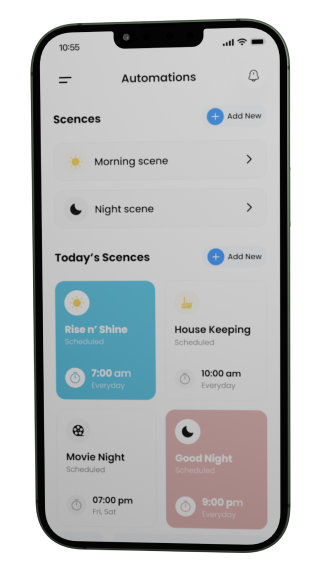 10:55
Automations
Scences
Add New
Morning scene
Night scene
Today's Scences
Add New
Rise n' Shine
Scheduled
7:00 am
Everyday
House Keeping
Scheduled
10:00 am
Everyday
Movie Night
Scheduled
07:00 pm
Fri, Sat
Good Night
Scheduled
9:00 pm
Everyday